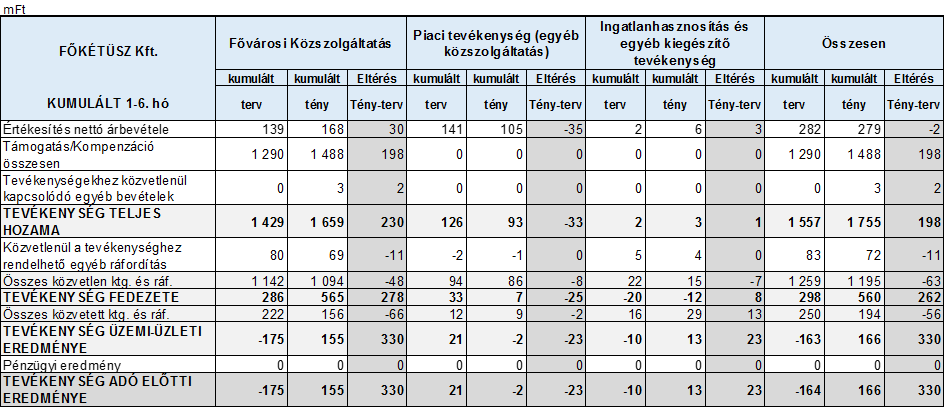 mFt
FŐKÉTÜSZ Kft. Fővárosi Közszolgáltatás Piaci tevékenység (egyéb közszolgáltatás) Ingatlanhasznosítás és egyéb kiegészítő tevékenység Összesen
KUMULÁLT 1-6. hó kumulált terv kumulált tény Eltérés Tény-terv kumulált terv kumulált tény Eltérés Tény-terv kumulált terv kumulált tény Eltérés Tény-terv kumulált terv kumulált tény Eltérés Tény-terv
Értékesítés nettó árbevétele 139 168 30 141 105 -35 2 6 3 282 279 -2
Támogatás/Kompenzáció összesen 1 290 1 488 198 0 0 0 0 0 0 1 290 1 488 198
Tevékenységekhez közvetlenül kapcsolódó egyéb bevételek 0 3 2 0 0 0 0 0 0 0 3 2
TEVÉKENYSÉG TELJES HOZAMA 1 429 1 659 230 126 93 -33 2 3 1 1 557 1 755 198
Közvetlenül a tevékenységhez rendelhető egyéb ráfordítás 80 69 -11 -2 -1 0 5 4 0 83 72 -11
Összes közvetlen ktg. és ráf. 1 142 1 094 -48 94 86 -8 22 15 -7 1 259 1 195 -63
TEVÉKENYSÉG FEDEZETE 286 565 278 33 7 -25 -20 -12 8 298 560 262
Összes közvetett ktg. és ráf. 222 156 -66 12 9 -2 16 29 13 250 194 -56
TEVÉKENYSÉG ÜZEMI-ÜZLETI EREDMÉNYE -175 155 330 21 -2 -23 -10 13 23 -163 166 330
Pénzügyi eredmény 0 0 0 0 0 0 0 0 0 0 0 0
TEVÉKENYSÉG ADÓ ELŐTTI EREDMÉNYE -175 155 330 21 -2 -23 -10 13 23 -164 166 330